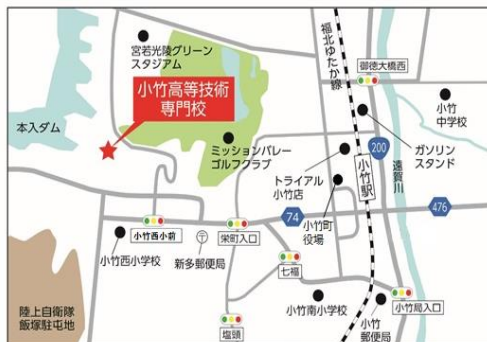 宮若光陵グリーン
スタジアム
小竹高等技術
専門校
本入ダム
ミッションバレー
ゴルフクラブ
福北ゆたか線
御徳大橋西
小竹
中学校
ガソリン
スタンド
200
遠賀川
トライアル
小竹店
小竹駅
小竹町
役場
74
476
小竹西小前
栄町入口
小竹西小学校
新多郵便局
七福
陸上自衛隊
飯塚駐屯地
塩頭
小竹南小学校
小竹局入口
小竹
郵便局